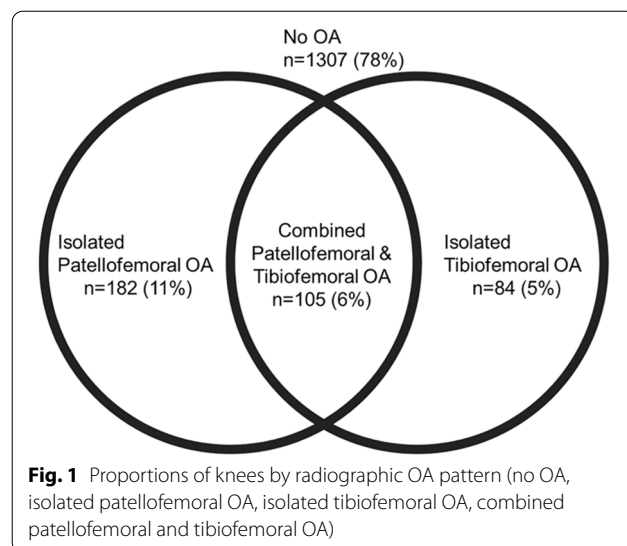 No OA
n=1307 (78%)
Isolated
Patellofemoral OA
n=182 (11%)
Combined
Patellofemoral &
Tibiofemoral OA
n=105 (6%)
Isolated
Tibiofemoral OA
n=84 (5%)
Fig. 1 Proportions of knees by radiographic OA pattern (no OA,
isolated patellofemoral OA, isolated tibiofemoral OA, combined
patellofemoral and tibiofemoral OA)